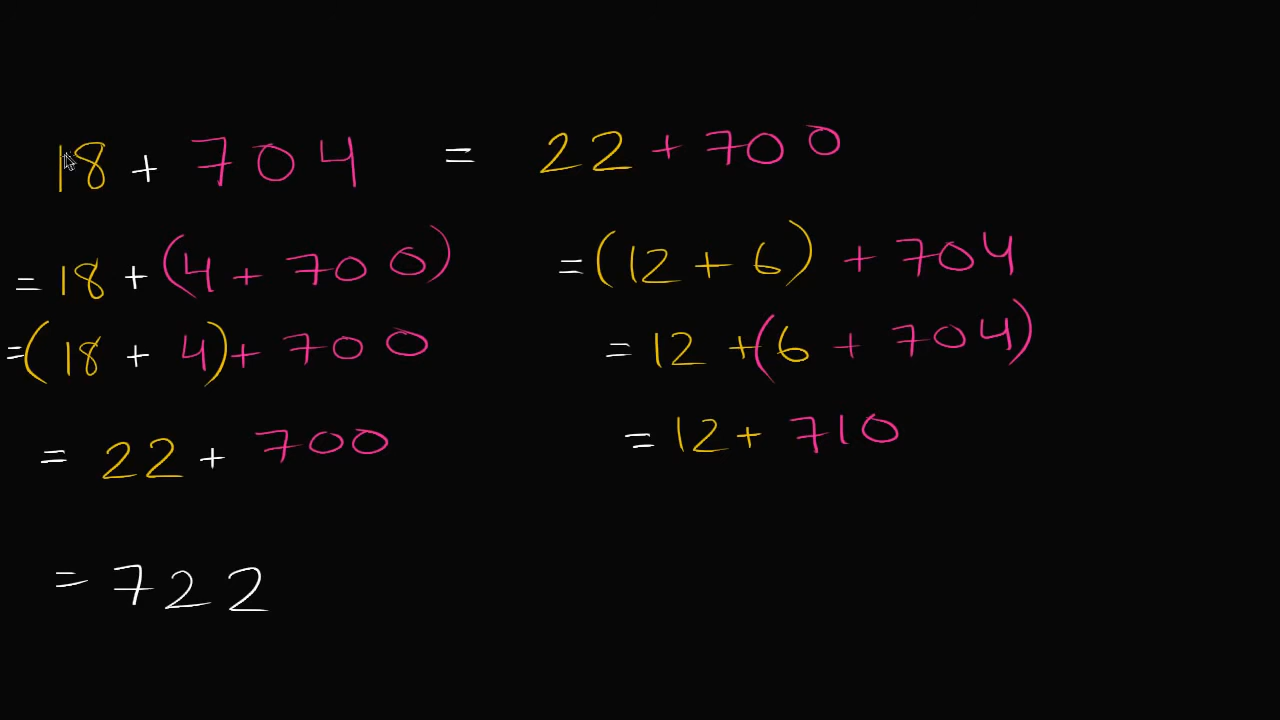 18 + 704 = 22 + 700
= 18 + (4 + 700)
= (18 + 4) + 700
= 22 + 700
= 722
= (12 + 6) + 704
= 12 + (6 + 704)
= 12 + 710